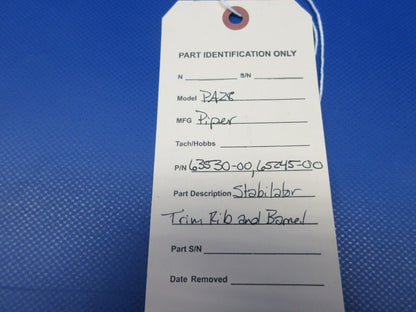 PART IDENTIFICATION ONLY
N S/N
Model PA28
MFG Piper
Tach/Hobbs
P/N 63530-00, 65245-00
Part Description Stabilator
Trim Rib and Barrel
Part S/N
Date Removed